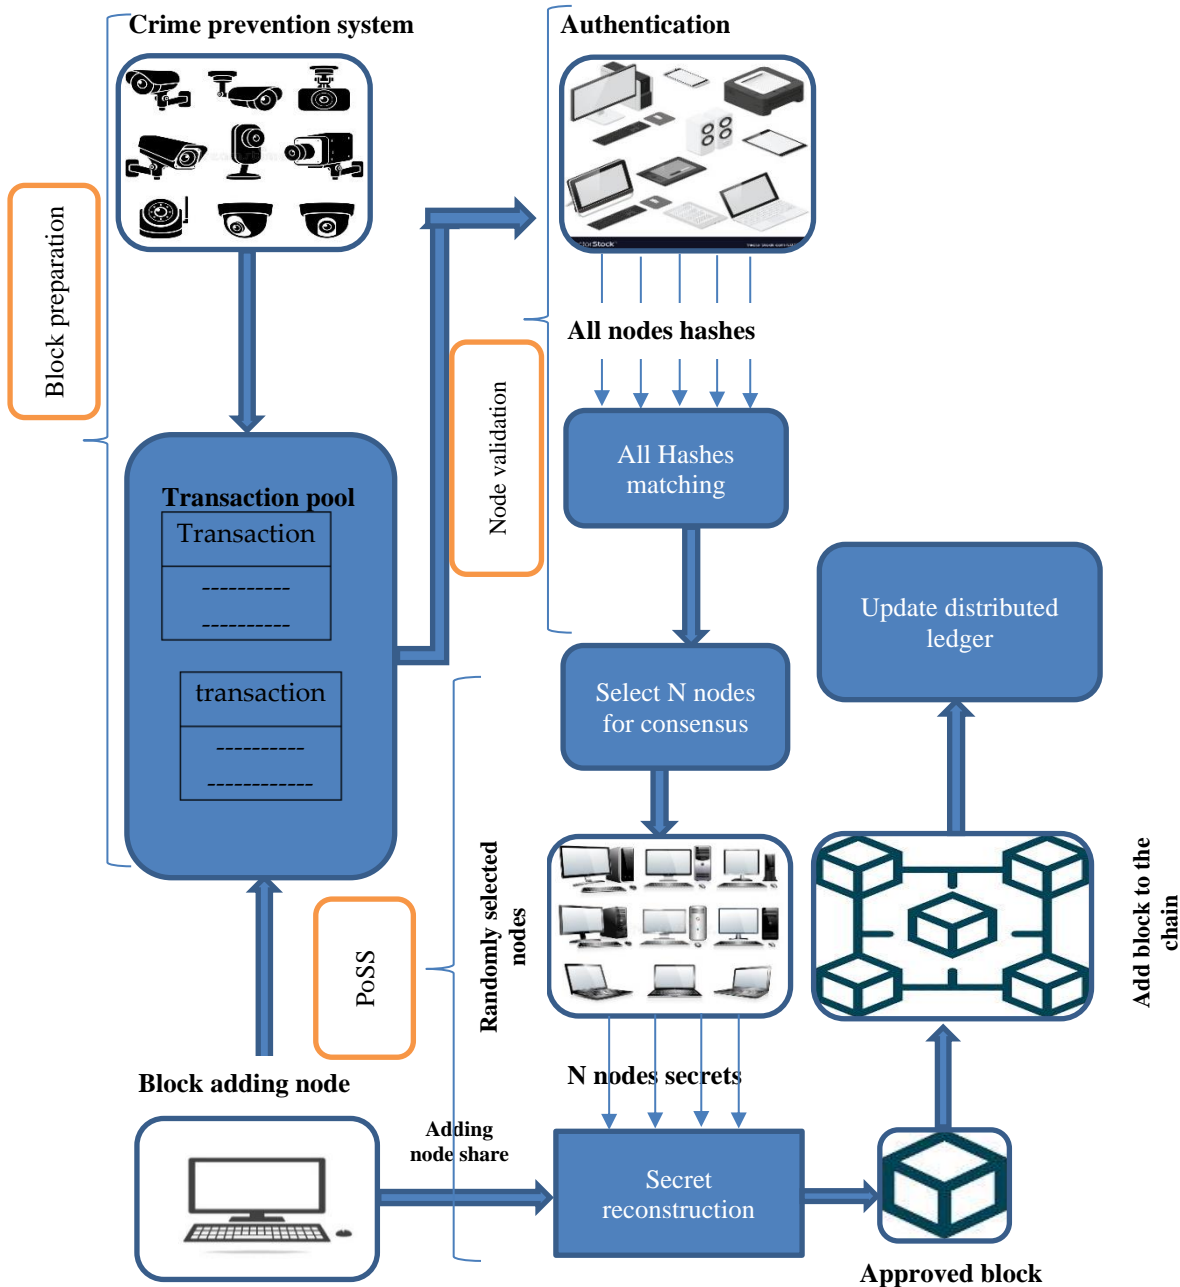 Crime prevention system
Authentication
Block preparation
Transaction pool
Transaction
----------
----------
transaction
----------
------------
Node validation
All nodes hashes
All Hashes
matching
Select N nodes
for consensus
Update distributed
ledger
PoSS
Randomly selected
nodes
N nodes secrets
Add block to the
chain
Block adding node
Adding
node share
Secret
reconstruction
Approved block